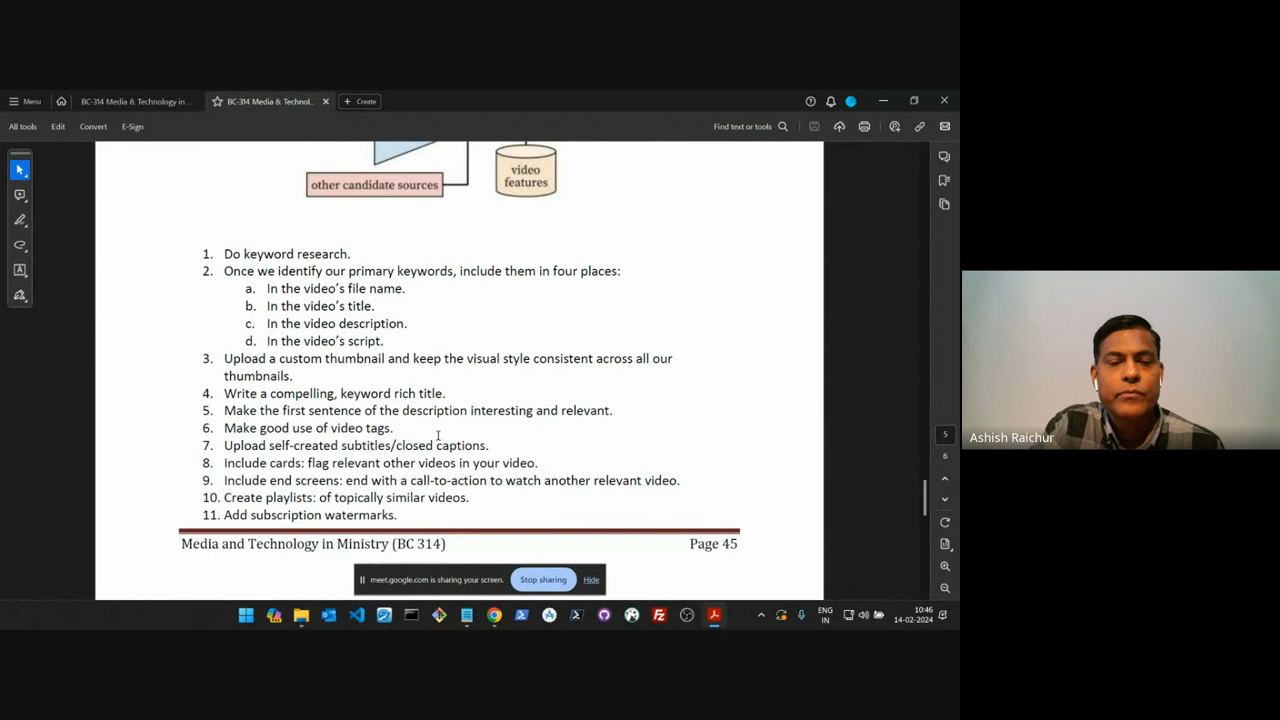 Menu
BC-314 Media & Technology in ...
BC-314 Media & Technol...
Create
All tools
Edit
Convert
E-Sign
Find text or tools
other candidate sources
video
features
1. Do keyword research.
2. Once we identify our primary keywords, include them in four places:
a. In the video's file name.
b. In the video's title.
c. In the video description.
d. In the video's script.
3. Upload a custom thumbnail and keep the visual style consistent across all our
thumbnails.
4. Write a compelling, keyword rich title.
5. Make the first sentence of the description interesting and relevant.
6. Make good use of video tags.
7. Upload self-created subtitles/closed captions.
8. Include cards: flag relevant other videos in your video.
9. Include end screens: end with a call-to-action to watch another relevant video.
10. Create playlists: of topically similar videos.
11. Add subscription watermarks.
Media and Technology in Ministry (BC 314)
Page 45
5
6
meet.google.com is sharing your screen.
Stop sharing
Hide
ENG
IN
10:46
14-02-2024
Ashish Raichur